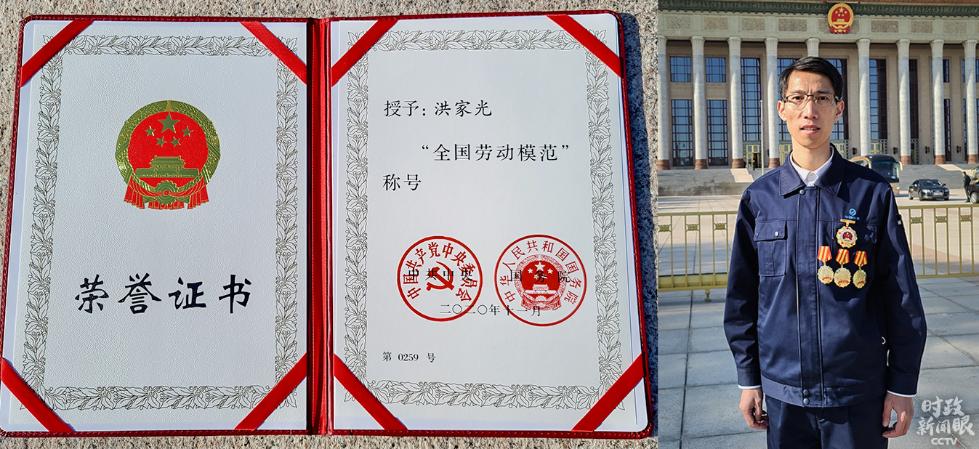 荣誉证书
授予：洪家光
“全国劳动模范”
称号
中国共产党中央委员会
中华人民共和国国务院
中共中央
国务院
二〇二〇年十一月
第 0259 号
时政
新闻眼
CCTV